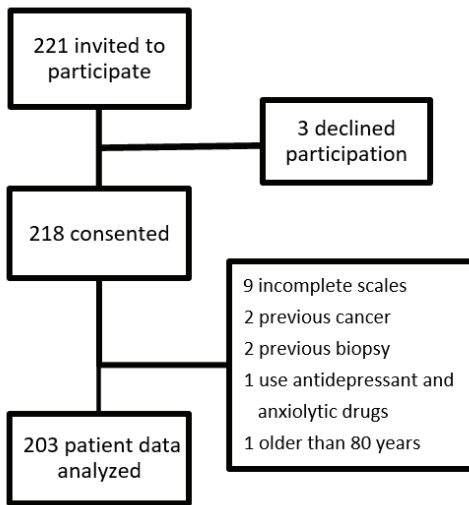 221 invited to
participate
3 declined
participation
218 consented
9 incomplete scales
2 previous cancer
2 previous biopsy
1 use antidepressant and
anxiolytic drugs
1 older than 80 years
203 patient data
analyzed